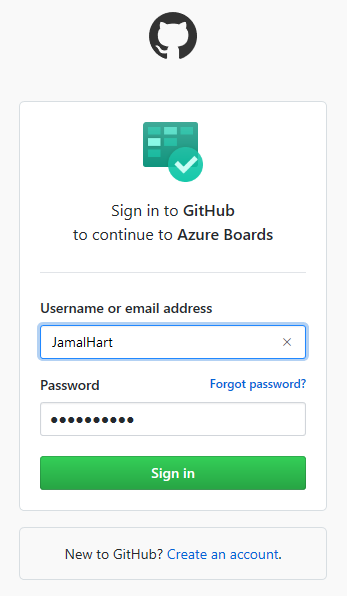 Sign in to GitHub
to continue to Azure Boards
Username or email address
JamalHart
Password Forgot password?
••••••••••
Sign in
New to GitHub? Create an account.